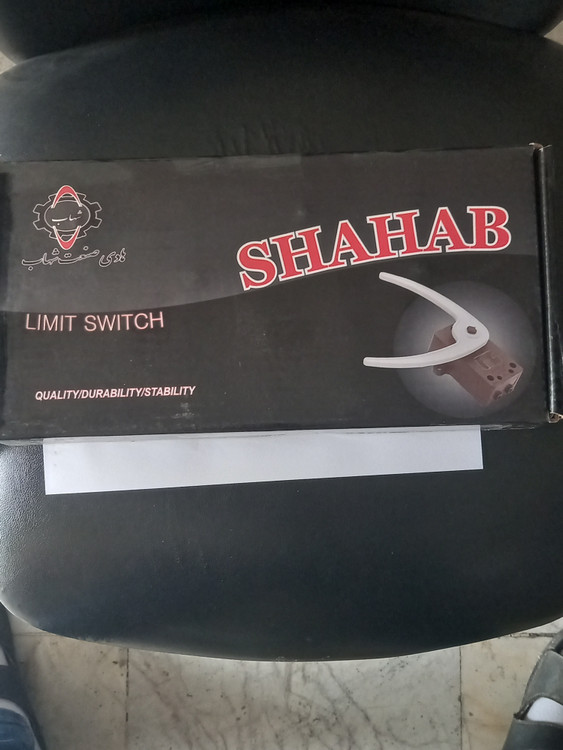 شهاب
هادی صنعت شهاب
SHAHAB
LIMIT SWITCH
QUALITY/DURABILITY/STABILITY